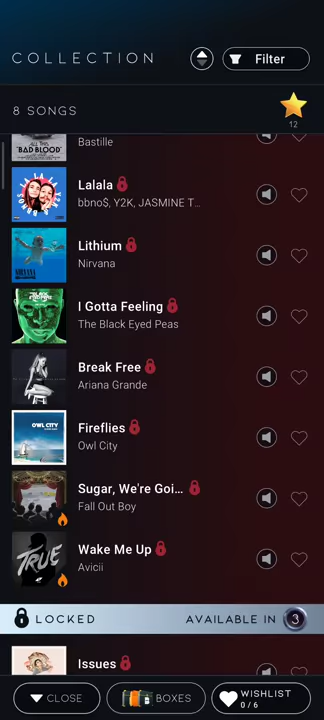 COLLECTION
Filter
8 SONGS
12
ALL THIS
"BAD BLOOD"
Bastille
Lalala
bbno$, Y2K, JASMINE T...
Lithium
NIRVANA
Nirvana
I Gotta Feeling
The Black Eyed Peas
Break Free
Ariana Grande
OWL CITY
Fireflies
Owl City
Sugar, We're Goi...
Fall Out Boy
TRUE
Wake Me Up
Avicii
LOCKED
AVAILABLE IN 3
Issues
CLOSE
BOXES
WISHLIST
0/6